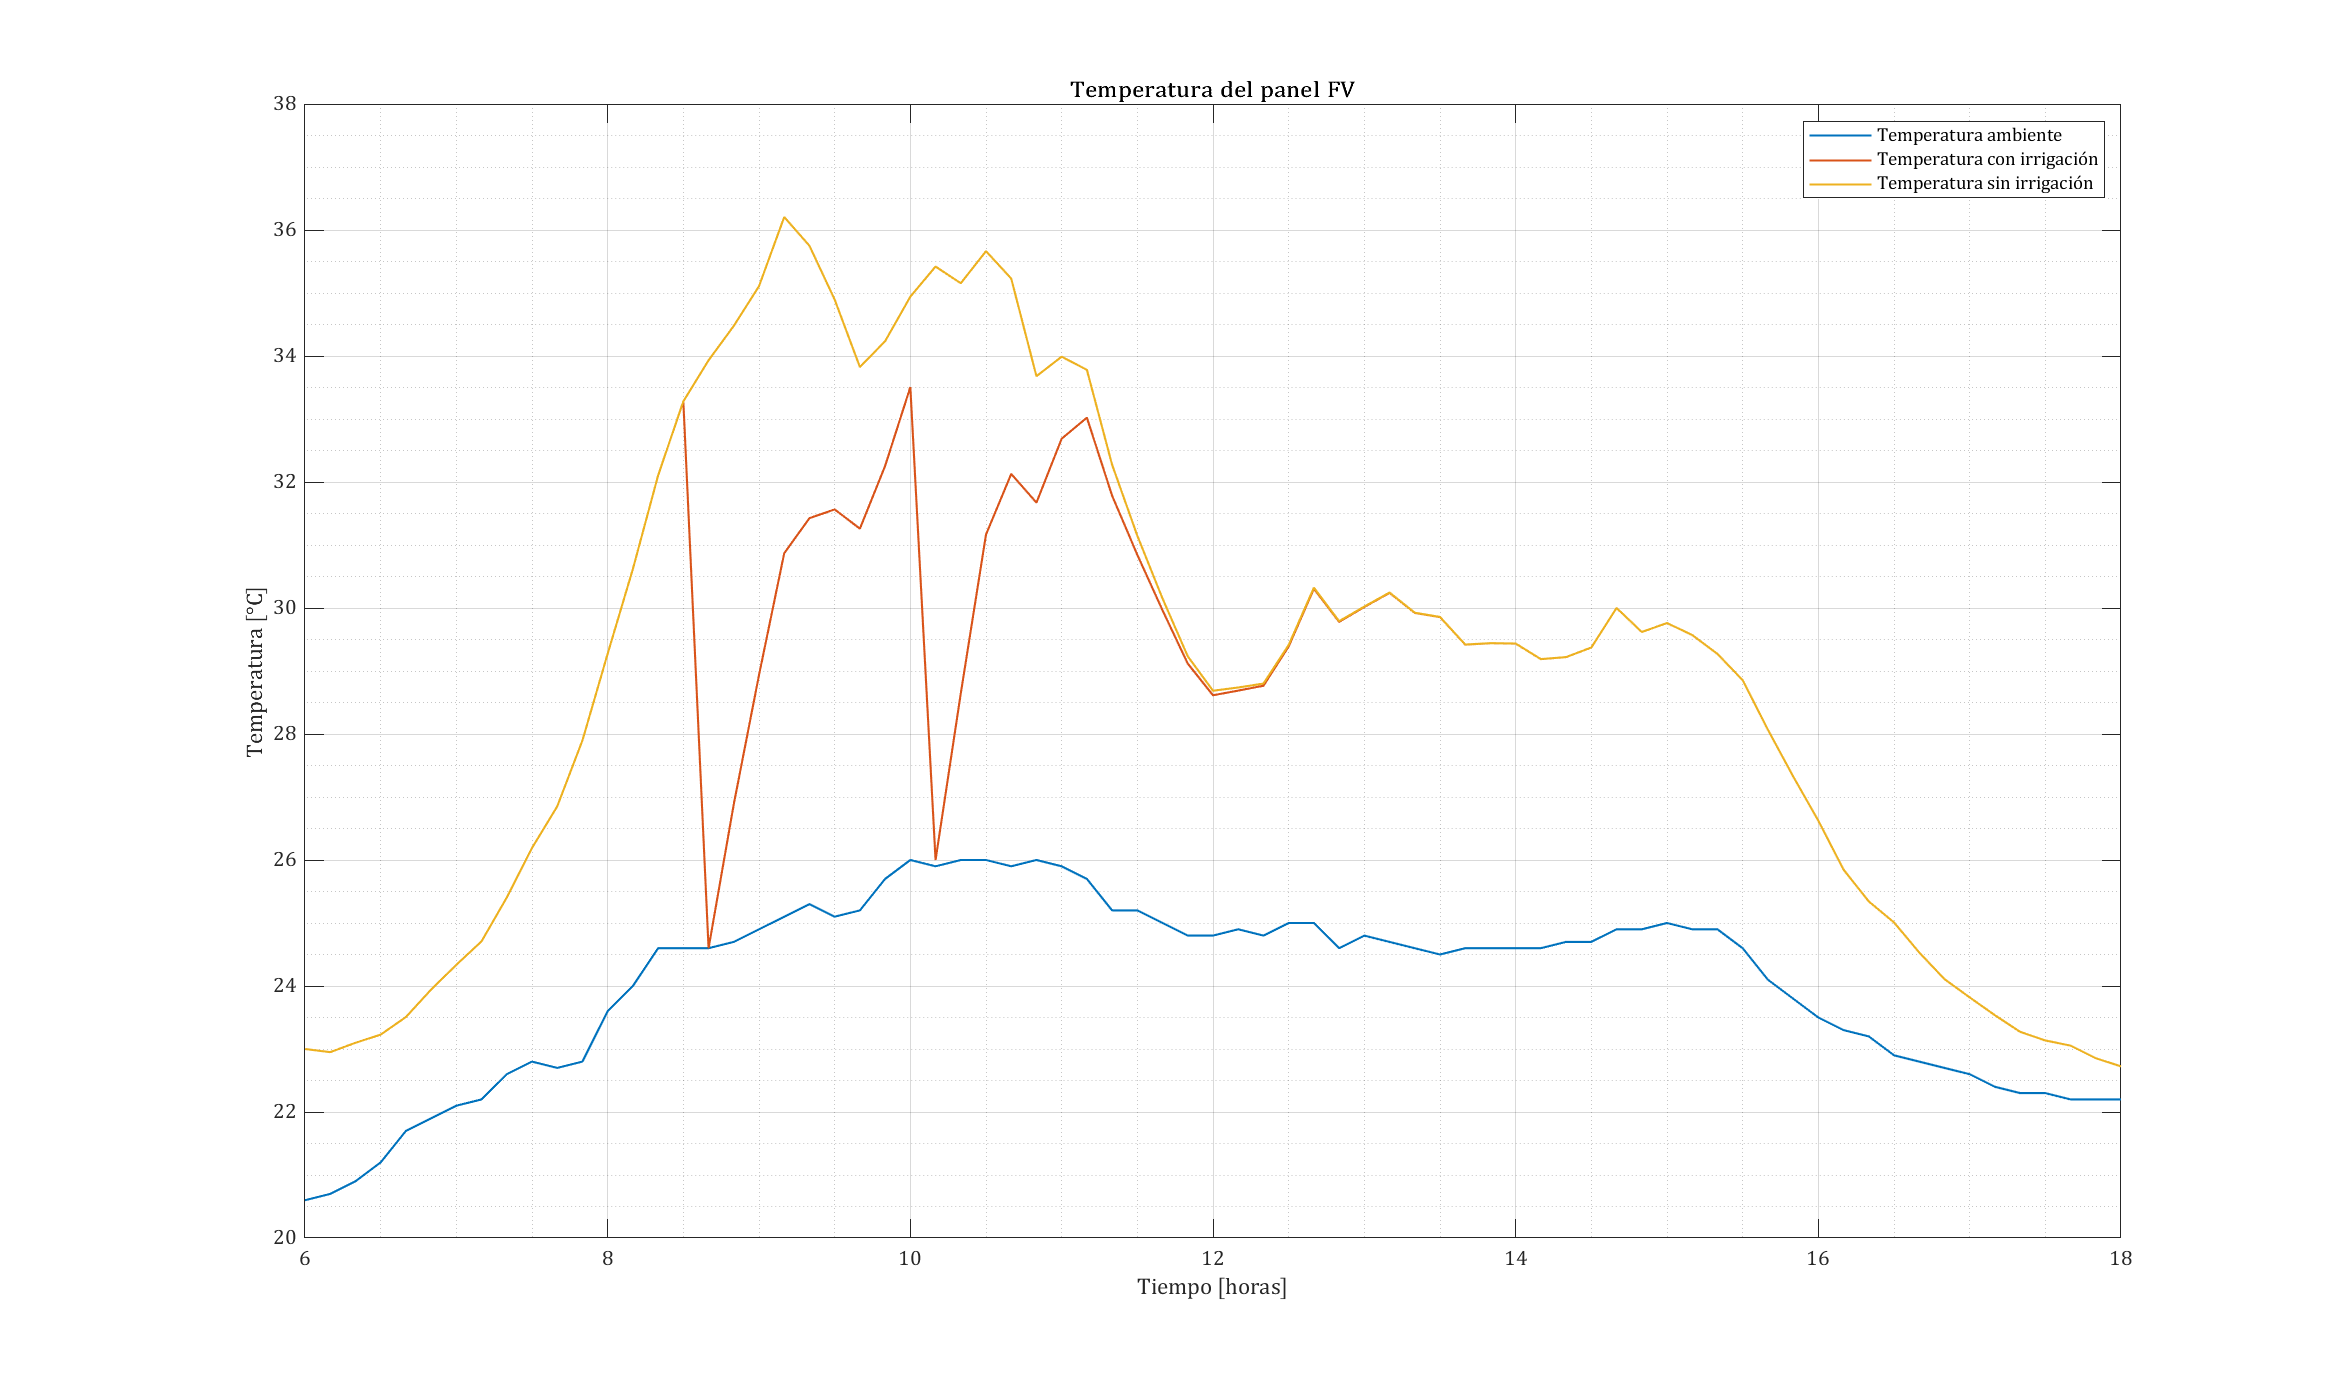 Temperatura del panel FV
Temperatura ambiente
Temperatura con irrigación
Temperatura sin irrigación
Temperatura [°C]
38
36
34
32
30
28
26
24
22
20
6 8 10 12 14 16 18
Tiempo [horas]